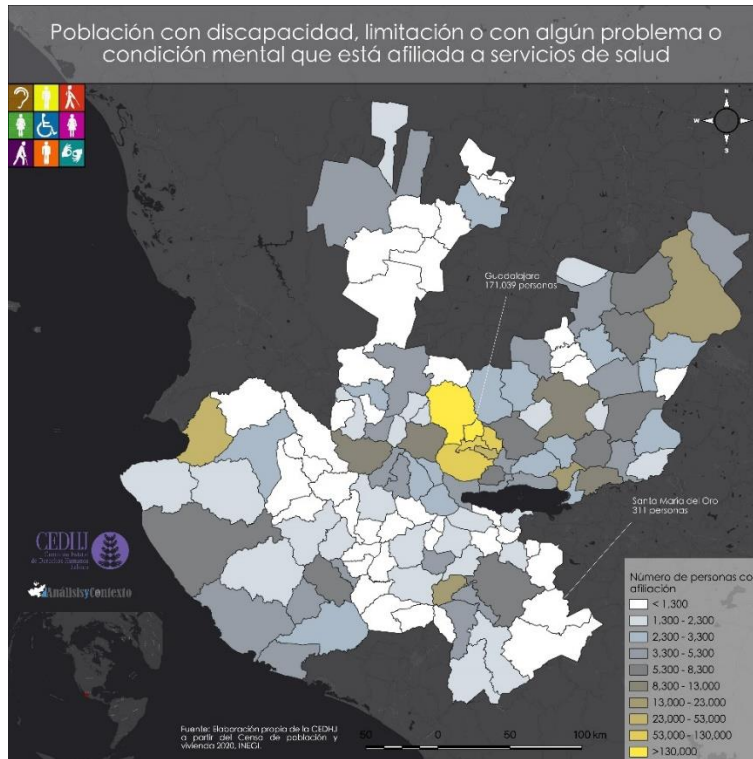 Población con discapacidad, limitación o con algún problema o
condición mental que está afiliada a servicios de salud
N
W
E
S
Guadalajara
171,039 personas
Santa María del Oro
311 personas
CEDHJ
AnálisisyContexto
Número de personas co
afiliación
< 1,300
1,300 - 2,300
2,300 - 3,300
3,300 - 5,300
5,300 - 8,300
8,300 - 13,000
13,000 - 23,000
23,000 - 53,000
53,000 - 130,000
>130,000
Fuente: Elaboración propia de la CEDHJ
a partir del Censo de población y
vivienda 2020, INEGI.
50 0 50 100 km